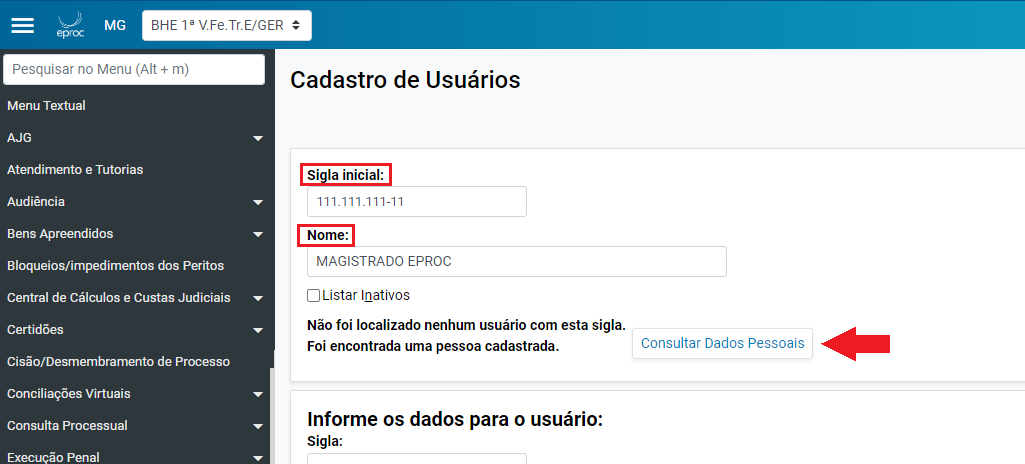 eproc
MG
BHE 1ª V.Fe.Tr.E/GER
Pesquisar no Menu (Alt + m)
Menu Textual
AJG
Atendimento e Tutorias
Audiência
Bens Apreendidos
Bloqueios/impedimentos dos Peritos
Central de Cálculos e Custas Judiciais
Certidões
Cisão/Desmembramento de Processo
Conciliações Virtuais
Consulta Processual
Execução Penal
Cadastro de Usuários
Sigla inicial:
111.111.111-11
Nome:
MAGISTRADO EPROC
Listar Inativos
Não foi localizado nenhum usuário com esta sigla.
Foi encontrada uma pessoa cadastrada.
Consultar Dados Pessoais
Informe os dados para o usuário:
Sigla: